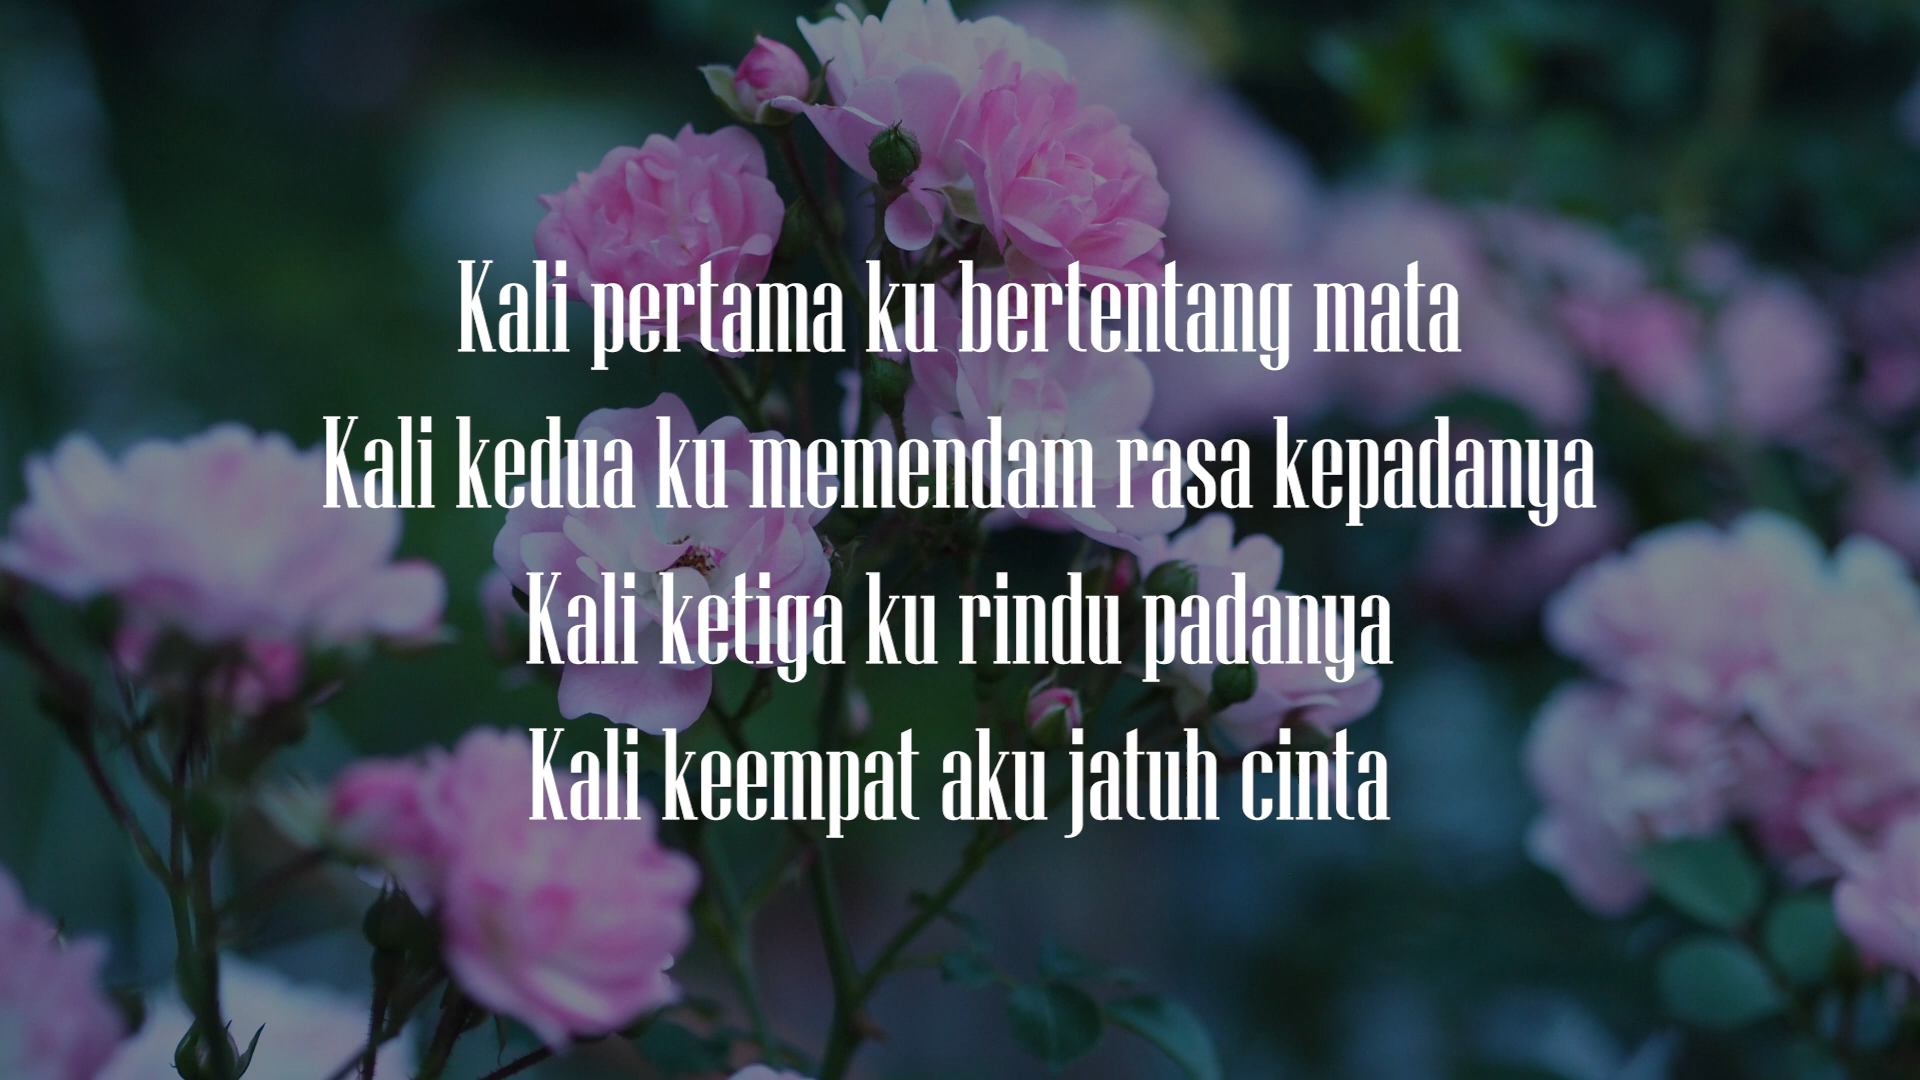 Kali pertama ku bertentang mata
Kali kedua ku memendam rasa kepadanya
Kali ketiga ku rindu padanya
Kali keempat aku jatuh cinta